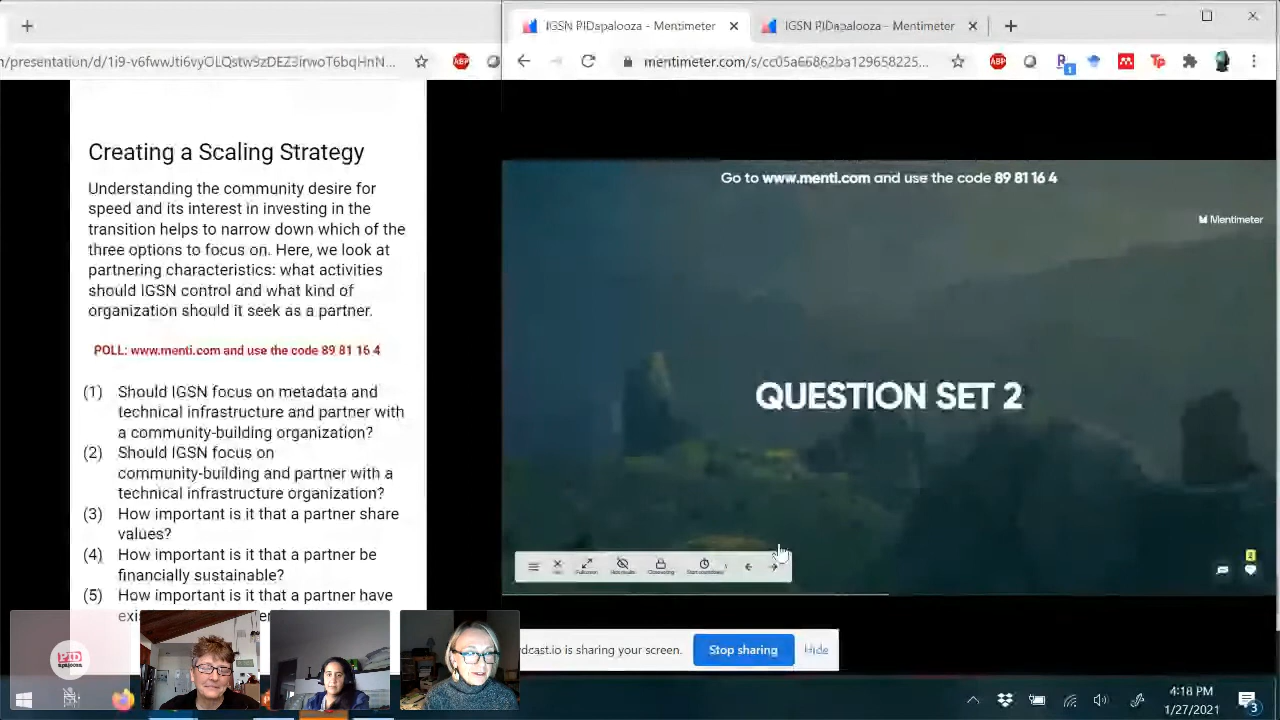 IGSN PIDapalooza - Mentimeter
IGSN PIDapalooza - Mentimeter
mentimeter.com/s/cc05a66862ba129658225...
ABP
ABP
1
Creating a Scaling Strategy
Understanding the community desire for
speed and its interest in investing in the
transition helps to narrow down which of the
three options to focus on. Here, we look at
partnering characteristics: what activities
should IGSN control and what kind of
organization should it seek as a partner.
POLL: www.menti.com and use the code 89 81 16 4
(1) Should IGSN focus on metadata and
technical infrastructure and partner with
a community-building organization?
(2) Should IGSN focus on
community-building and partner with a
technical infrastructure organization?
(3) How important is it that a partner share
values?
(4) How important is it that a partner be
financially sustainable?
(5) How important is it that a partner have
Go to www.menti.com and use the code 89 81 16 4
Mentimeter
QUESTION SET 2
2
is sharing your screen.
Stop sharing
Hide
PID
apalooza
4:18 PM
1/27/2021
3